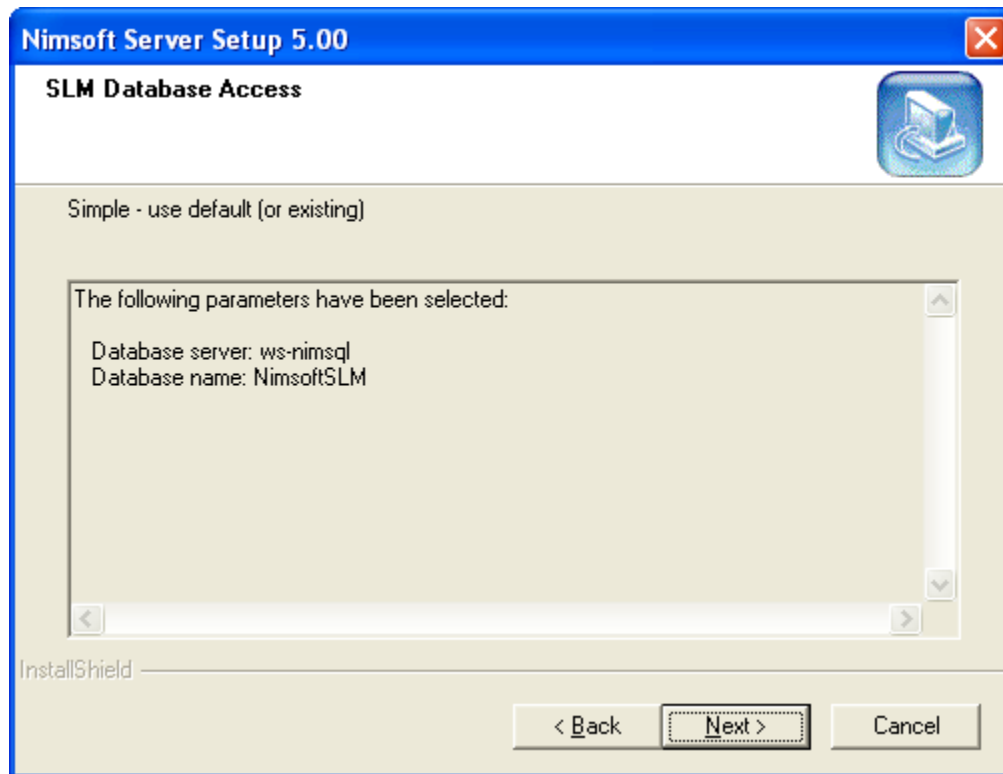 Nimsoft Server Setup 5.00
SLM Database Access
Simple - use default (or existing)
The following parameters have been selected:
Database server: ws-nimsql
Database name: NimsoftSLM
InstallShield
< Back
Next >
Cancel